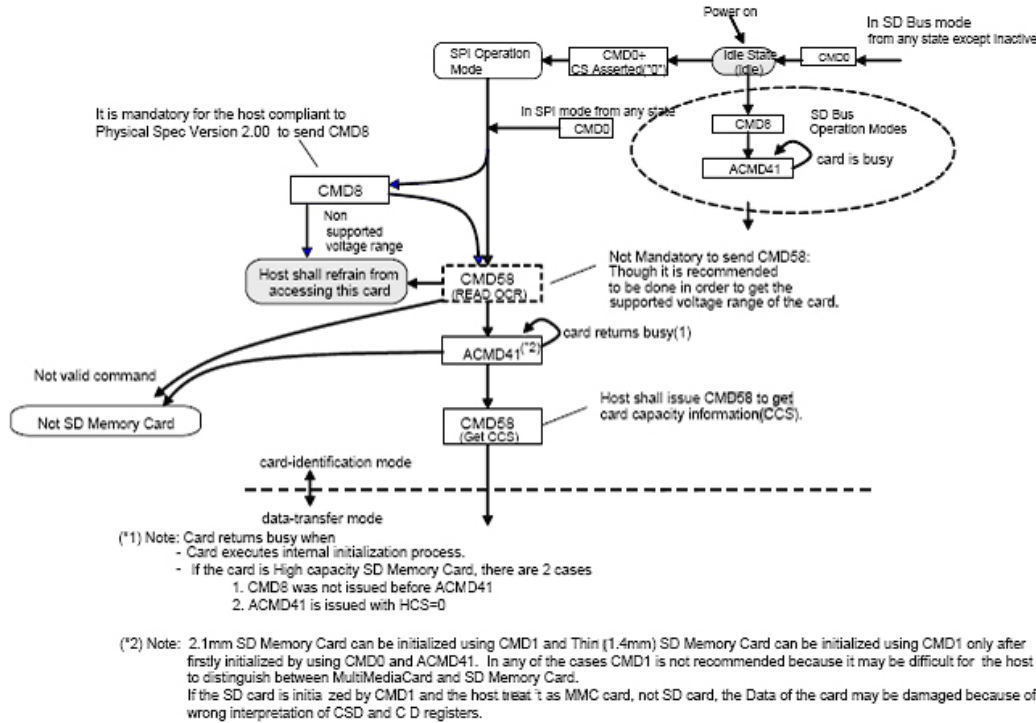 Power on
In SD Bus mode
from any state except Inactive
SPI Operation
Mode
CMD0+
CS Asserted("0")
Idle State
(Idle)
CMD0
It is mandatory for the host compliant to
Physical Spec Version 2.00 to send CMD8
In SPI mode from any state
CMD0
CMD8
SD Bus
Operation Modes
ACMD41
card is busy
CMD8
Non
supported
voltage range
Host shall refrain from
accessing this card
CMD58
(READ OCR)
Not Mandatory to send CMD58:
Though it is recommended
to be done in order to get the
supported voltage range of the card.
card returns busy(1)
ACMD41(*2)
Not valid command
Not SD Memory Card
CMD58
(Get CCS)
Host shall issue CMD58 to get
card capacity information(CCS).
card-identification mode
data-transfer mode
(*1) Note: Card returns busy when
- Card executes internal initialization process.
- If the card is High capacity SD Memory Card, there are 2 cases
1. CMD8 was not issued before ACMD41
2. ACMD41 is issued with HCS=0
(*2) Note: 2.1mm SD Memory Card can be initialized using CMD1 and Thin (1.4mm) SD Memory Card can be initialized using CMD1 only after
firstly initialized by using CMD0 and ACMD41. In any of the cases CMD1 is not recommended because it may be difficult for the host
to distinguish between MultiMediaCard and SD Memory Card.
If the SD card is initia zed by CMD1 and the host treat it as MMC card, not SD card, the Data of the card may be damaged because of
wrong interpretation of CSD and C D registers.